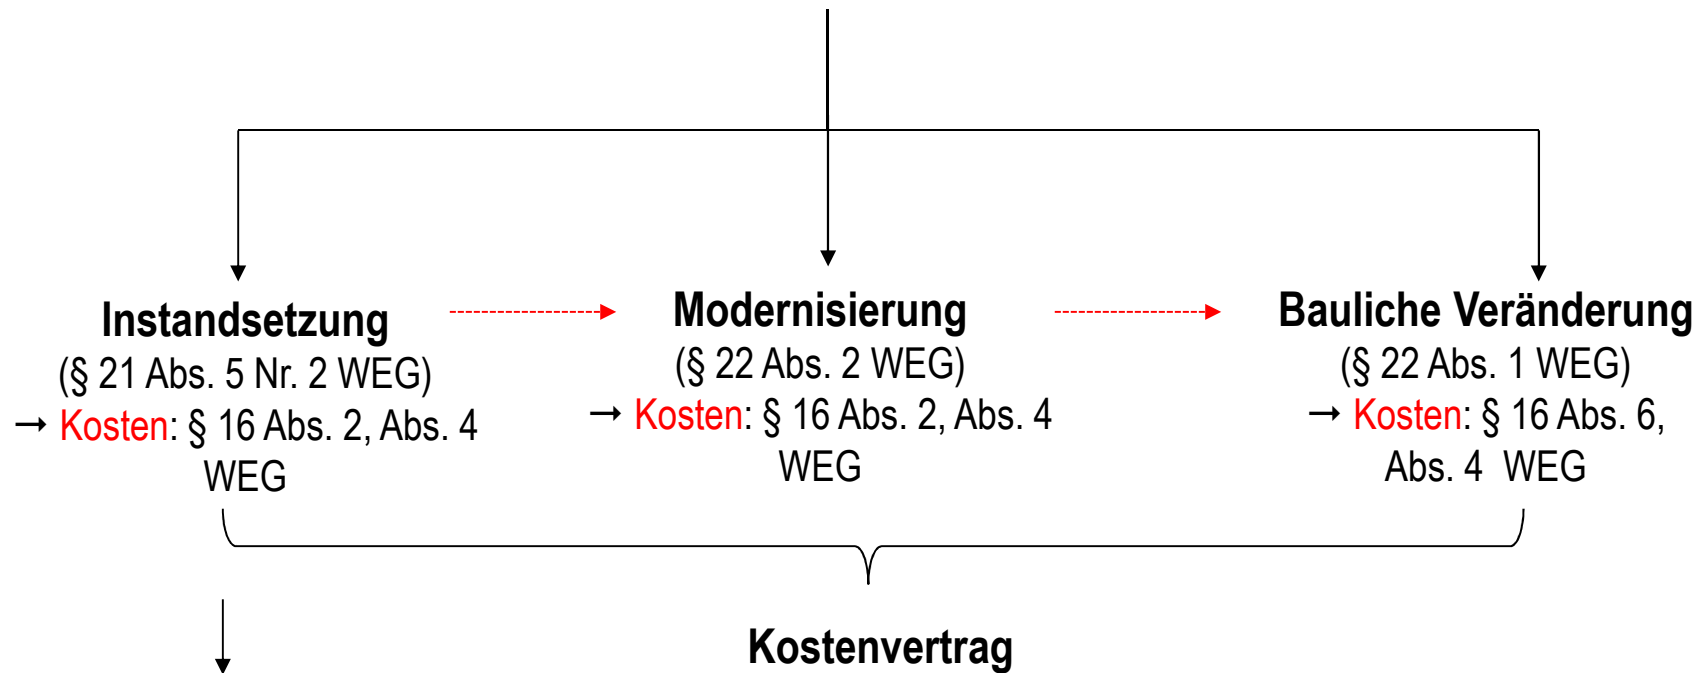 Instandsetzung
(§ 21 Abs. 5 Nr. 2 WEG)
→ Kosten: § 16 Abs. 2, Abs. 4
WEG
Modernisierung
(§ 22 Abs. 2 WEG)
→ Kosten: § 16 Abs. 2, Abs. 4
WEG
Bauliche Veränderung
(§ 22 Abs. 1 WEG)
→ Kosten: § 16 Abs. 6,
Abs. 4 WEG
Kostenvertrag